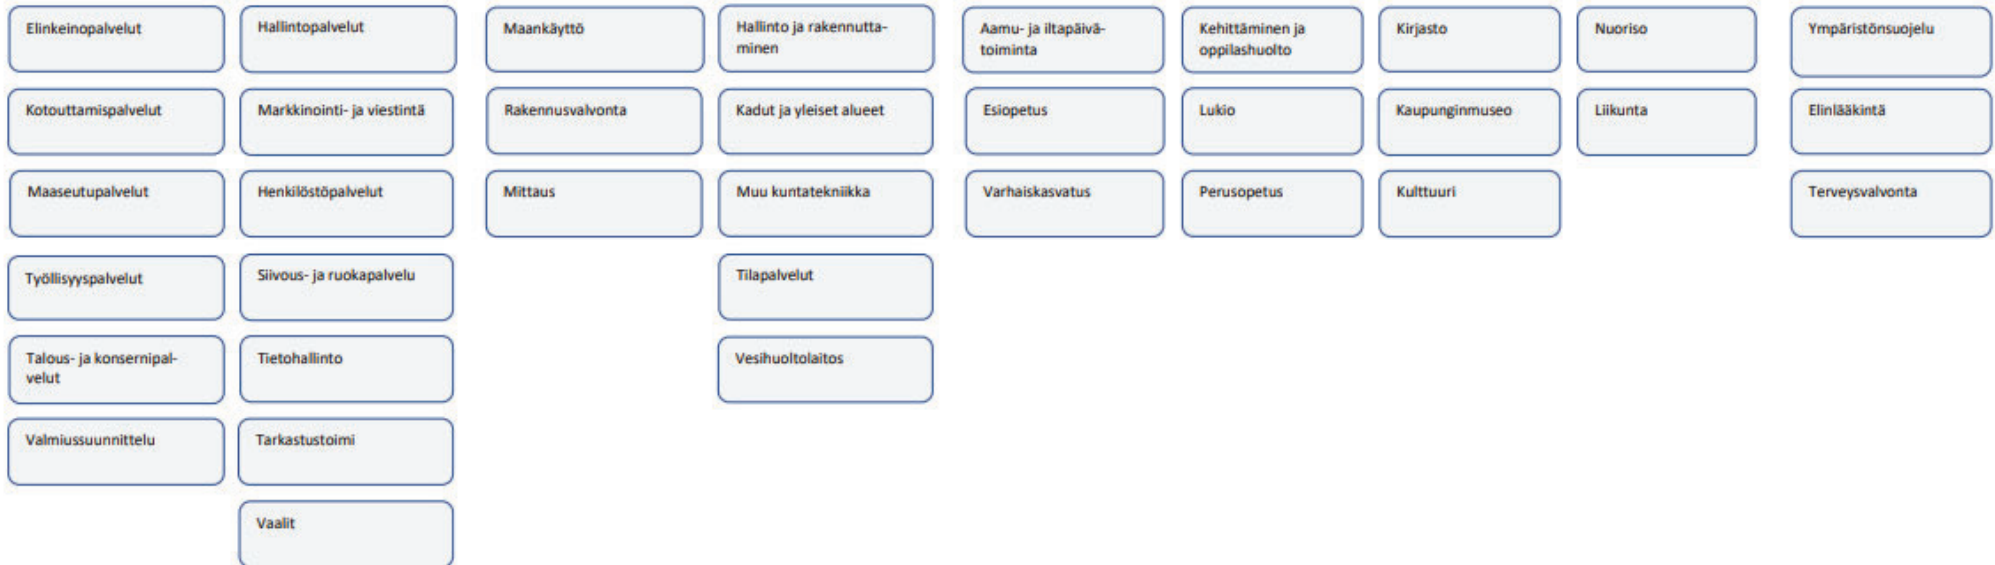 Elinkeinopalvelut
Hallintopalvelut
Maankäyttö
Hallinto ja rakennutta-
minen
Aamu- ja iltapäivä-
toiminta
Kehittäminen ja
oppilashuolto
Kirjasto
Nuoriso
Ympäristönsuojelu
Kotouttamispalvelut
Markkinointi- ja viestintä
Rakennusvalvonta
Kadut ja yleiset alueet
Esiopetus
Lukio
Kaupunginmuseo
Liikunta
Elinlääkintä
Maaseutupalvelut
Henkilöstöpalvelut
Mittaus
Muu kuntatekniikka
Varhaiskasvatus
Perusopetus
Kulttuuri
Terveysvalvonta
Työllisyyspalvelut
Siivous- ja ruokapalvelu
Tilapalvelut
Talous- ja konsernipal-
velut
Tietohallinto
Vesihuoltolaitos
Valmiussuunnittelu
Tarkastustoimi
Vaalit